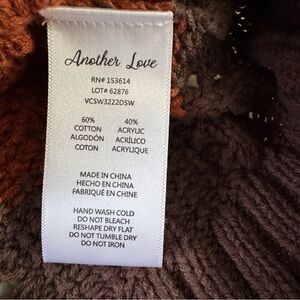 Another Love
RN# 153614
LOT# 62876
VCSW3222DSW
60% 40%
COTTON ACRYLIC
ALGODÓN ACRÍLICO
COTON ACRYLIQUE
MADE IN CHINA
HECHO EN CHINA
FABRIQUÉ EN CHINE
HAND WASH COLD
DO NOT BLEACH
RESHAPE DRY FLAT
DO NOT TUMBLE DRY
DO NOT IRON